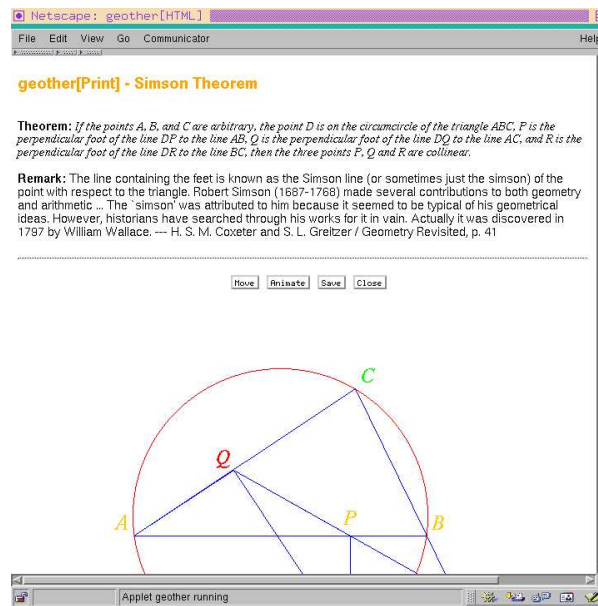 Netscape: geother[HTML]
File Edit View Go Communicator Help
geother[Print] - Simson Theorem
Theorem: If the points A, B, and C are arbitrary, the point D is on the circumcircle of the triangle ABC, P is the
perpendicular foot of the line DP to the line AB, Q is the perpendicular foot of the line DQ to the line AC, and R is the
perpendicular foot of the line DR to the line BC, then the three points P, Q and R are collinear.
Remark: The line containing the feet is known as the Simson line (or sometimes just the simson) of the
point with respect to the triangle. Robert Simson (1687-1768) made several contributions to both geometry
and arithmetic ... The `simson' was attributed to him because it seemed to be typical of his geometrical
ideas. However, historians have searched through his works for it in vain. Actually it was discovered in
1797 by William Wallace. --- H. S. M. Coxeter and S. L. Greitzer / Geometry Revisited, p. 41
Move Animate Save Close
C
Q
A P B
Applet geother running